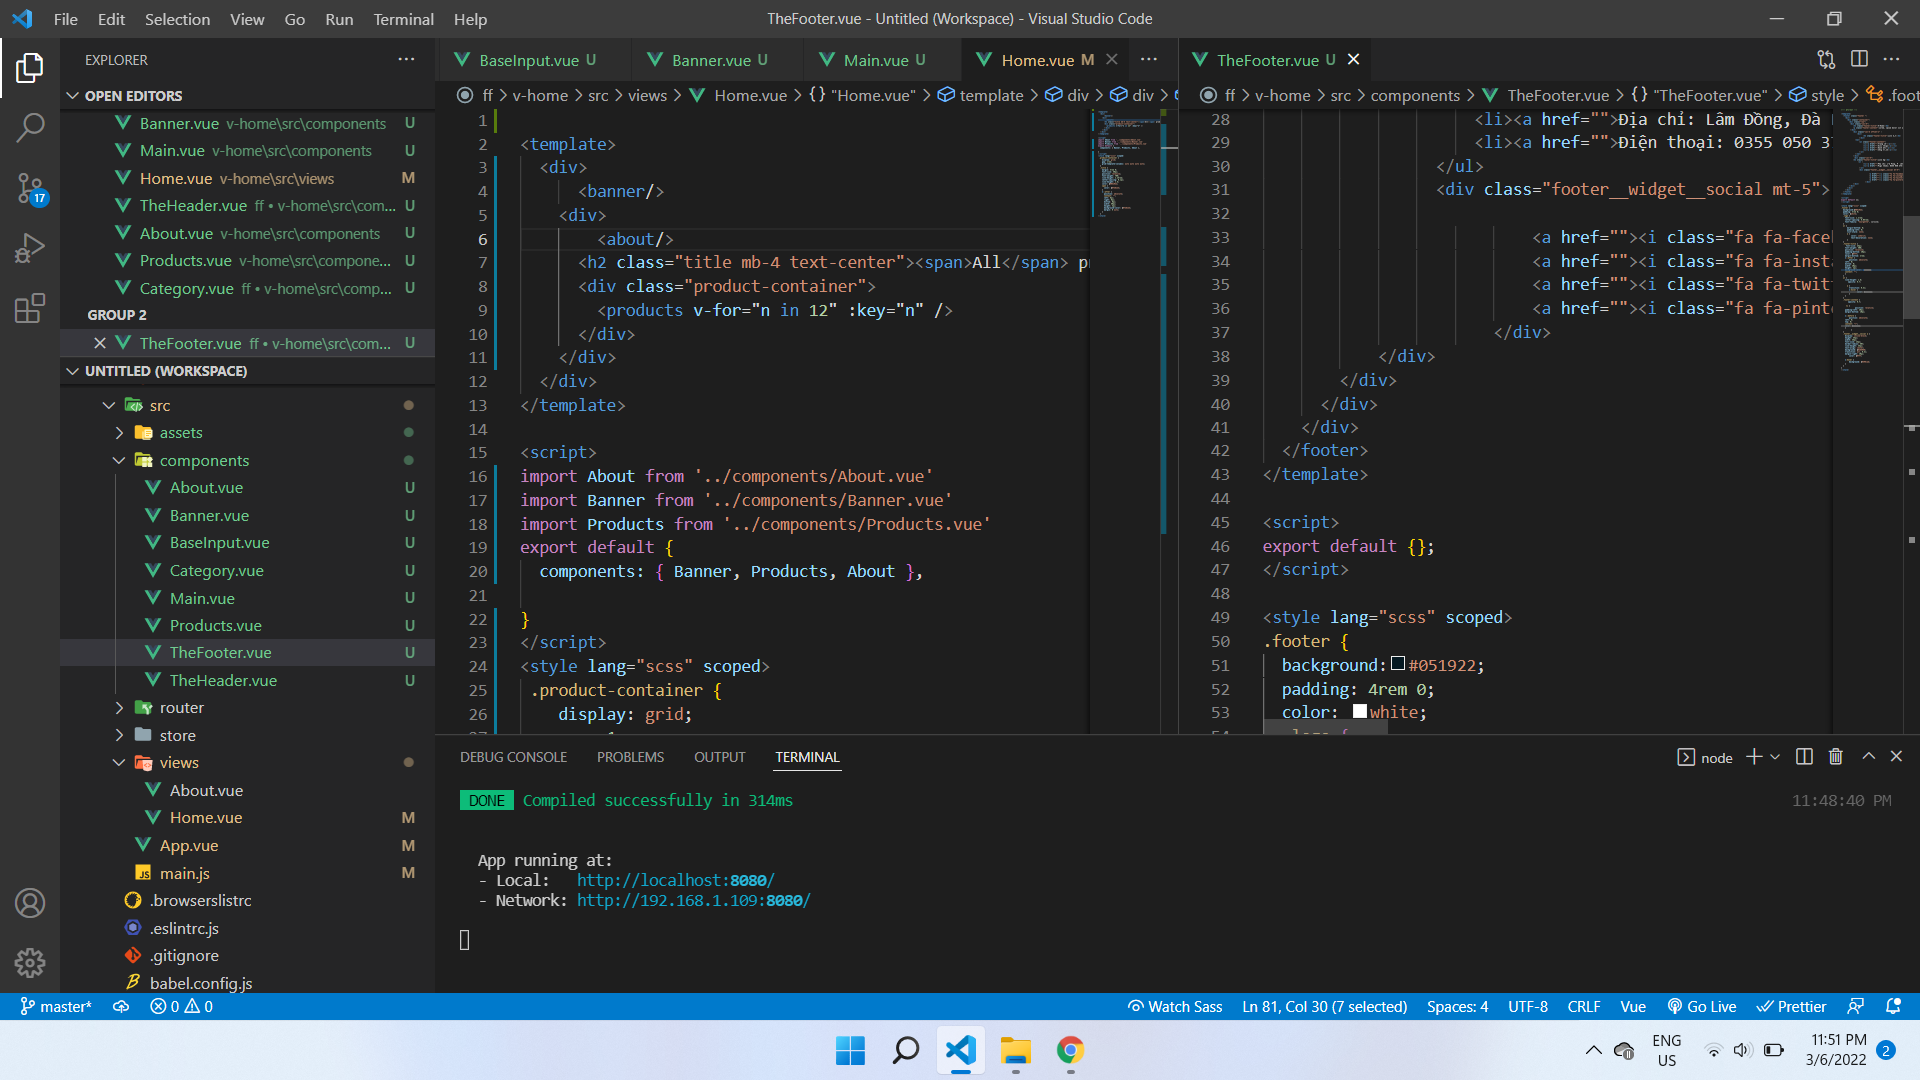 File Edit Selection View Go Run Terminal Help
TheFooter.vue - Untitled (Workspace) - Visual Studio Code
EXPLORER
OPEN EDITORS
Banner.vue v-home\src\components U
Main.vue v-home\src\components U
Home.vue v-home\src\views M
TheHeader.vue ff • v-home\src\com... U
About.vue v-home\src\components U
Products.vue v-home\src\compone... U
Category.vue ff • v-home\src\comp... U
GROUP 2
TheFooter.vue ff • v-home\src\com... U
UNTITLED (WORKSPACE)
src
assets
components
About.vue U
Banner.vue U
BaseInput.vue U
Category.vue U
Main.vue U
Products.vue U
TheFooter.vue U
TheHeader.vue U
router
store
views
About.vue
Home.vue M
App.vue M
main.js M
.browserslistrc
.eslintrc.js
.gitignore
babel.config.js
17
BaseInput.vue U Banner.vue U Main.vue U Home.vue M
ff > v-home > src > views > Home.vue > {} "Home.vue" > template > div > div >
1
2 <template>
3 <div>
4 <banner/>
5 <div>
6 <about/>
7 <h2 class="title mb-4 text-center"><span>All</span> p
8 <div class="product-container">
9 <products v-for="n in 12" :key="n" />
10 </div>
11 </div>
12 </div>
13 </template>
14
15 <script>
16 import About from '../components/About.vue'
17 import Banner from '../components/Banner.vue'
18 import Products from '../components/Products.vue'
19 export default {
20 components: { Banner, Products, About },
21
22 }
23 </script>
24 <style lang="scss" scoped>
25 .product-container {
26 display: grid;
TheFooter.vue U
ff > v-home > src > components > TheFooter.vue > {} "TheFooter.vue" > style > .foot
28 <li><a href="">Địa chỉ: Lâm Đồng, Đà
29 <li><a href="">Điện thoại: 0355 050 3
30 </ul>
31 <div class="footer__widget__social mt-5">
32
33 <a href=""><i class="fa fa-face
34 <a href=""><i class="fa fa-inst
35 <a href=""><i class="fa fa-twit
36 <a href=""><i class="fa fa-pint
37 </div>
38 </div>
39 </div>
40 </div>
41 </div>
42 </footer>
43 </template>
44
45 <script>
46 export default {};
47 </script>
48
49 <style lang="scss" scoped>
50 .footer {
51 background: #051922;
52 padding: 4rem 0;
53 color: white;
DEBUG CONSOLE PROBLEMS OUTPUT TERMINAL
node
DONE Compiled successfully in 314ms 11:48:40 PM
App running at:
- Local: http://localhost:8080/
- Network: http://192.168.1.109:8080/
master* 0 0 Watch Sass Ln 81, Col 30 (7 selected) Spaces: 4 UTF-8 CRLF Vue Go Live Prettier
ENG
US
11:51 PM
3/6/2022
2